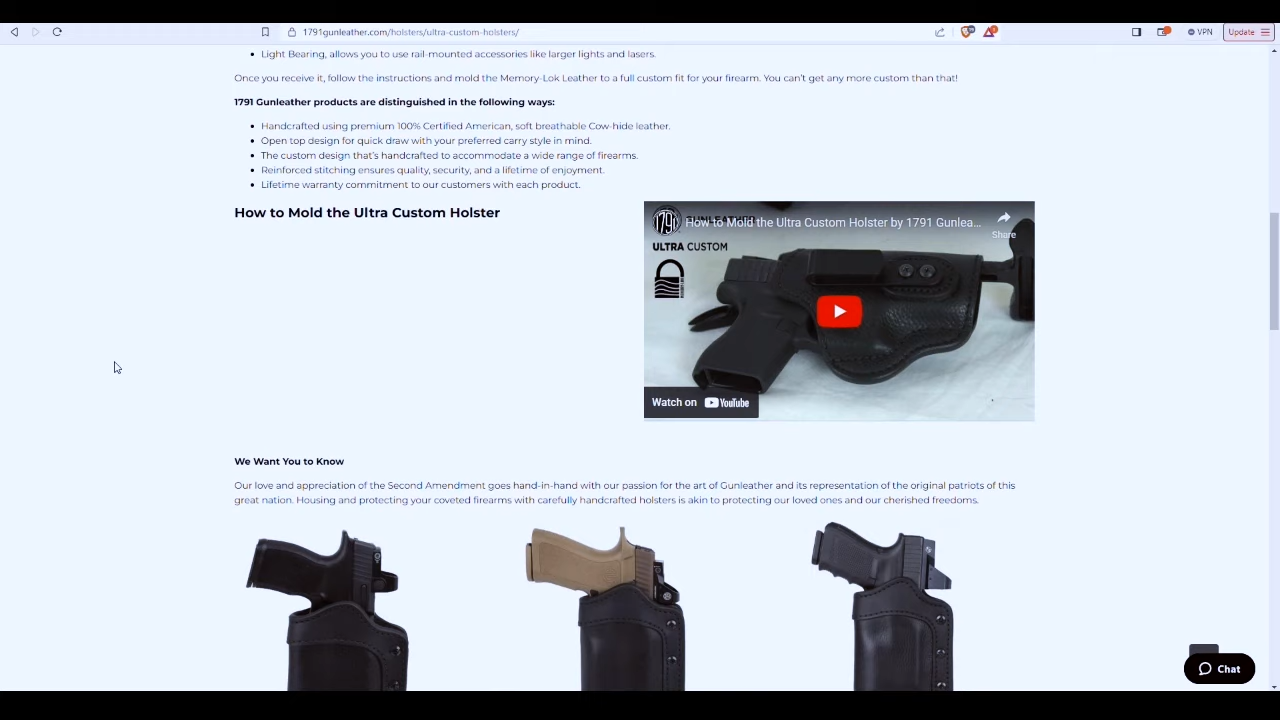 1791gunleather.com/holsters/ultra-custom-holsters/
VPN
Update
Light Bearing, allows you to use rail-mounted accessories like larger lights and lasers.
Once you receive it, follow the instructions and mold the Memory-Lok Leather to a full custom fit for your firearm. You can't get any more custom than that!
1791 Gunleather products are distinguished in the following ways:
Handcrafted using premium 100% Certified American, soft breathable Cow-hide leather.
Open top design for quick draw with your preferred carry style in mind.
The custom design that's handcrafted to accommodate a wide range of firearms.
Reinforced stitching ensures quality, security, and a lifetime of enjoyment.
Lifetime warranty commitment to our customers with each product.
How to Mold the Ultra Custom Holster
1791
GUNLEATHER
How to Mold the Ultra Custom Holster by 1791 Gunlea...
Share
ULTRA CUSTOM
Watch on YouTube
We Want You to Know
Our love and appreciation of the Second Amendment goes hand-in-hand with our passion for the art of Gunleather and its representation of the original patriots of this
great nation. Housing and protecting your coveted firearms with carefully handcrafted holsters is akin to protecting our loved ones and our cherished freedoms.
Chat